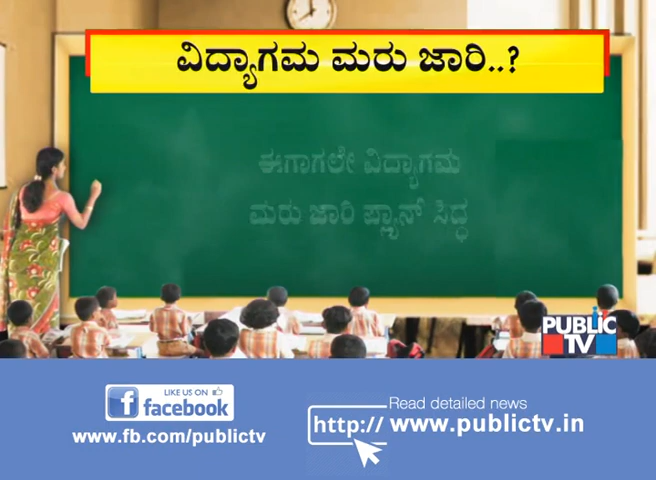 ವಿದ್ಯಾಗಮ ಮರು ಜಾರಿ..?
ಈಗಾಗಲೇ ವಿದ್ಯಾಗಮ
ಮರು ಜಾರಿ ಪ್ಲ್ಯಾನ್ ಸಿದ್ಧ
PUBLIC
TV
LIKE US ON
f facebook
www.fb.com/publictv
Read detailed news
http:// www.publictv.in